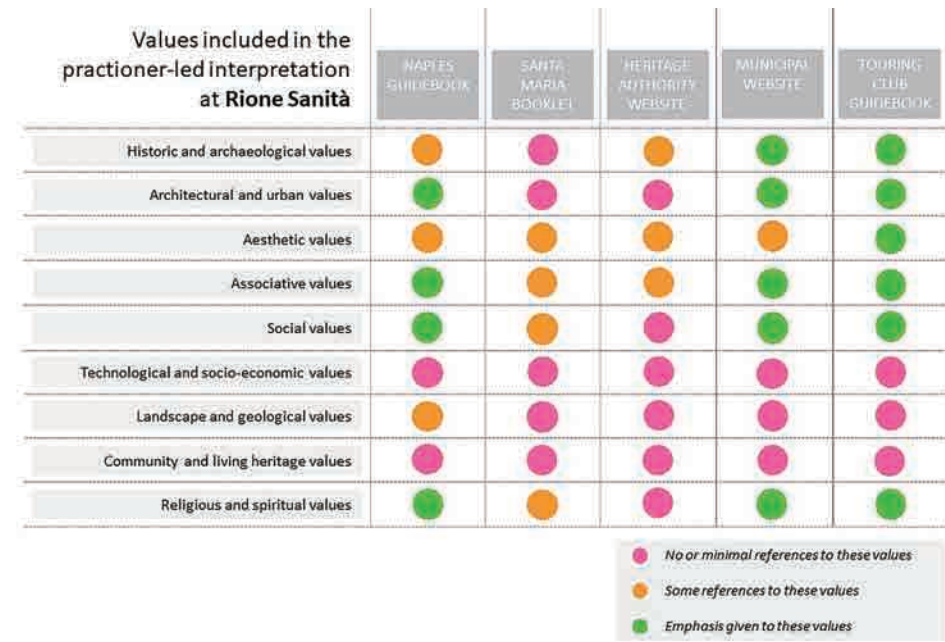 Values included in the
practioner-led interpretation
at Rione Sanità
NAPLES
GUIDEBOOK
SANTA
MARIA
BOOKLET
HERITAGE
AUTHORITY
WEBSITE
MUNICIPAL
WEBSITE
TOURING
CLUB
GUIDEBOOK
Historic and archaeological values
Architectural and urban values
Aesthetic values
Associative values
Social values
Technological and socio-economic values
Landscape and geological values
Community and living heritage values
Religious and spiritual values
No or minimal references to these values
Some references to these values
Emphasis given to these values